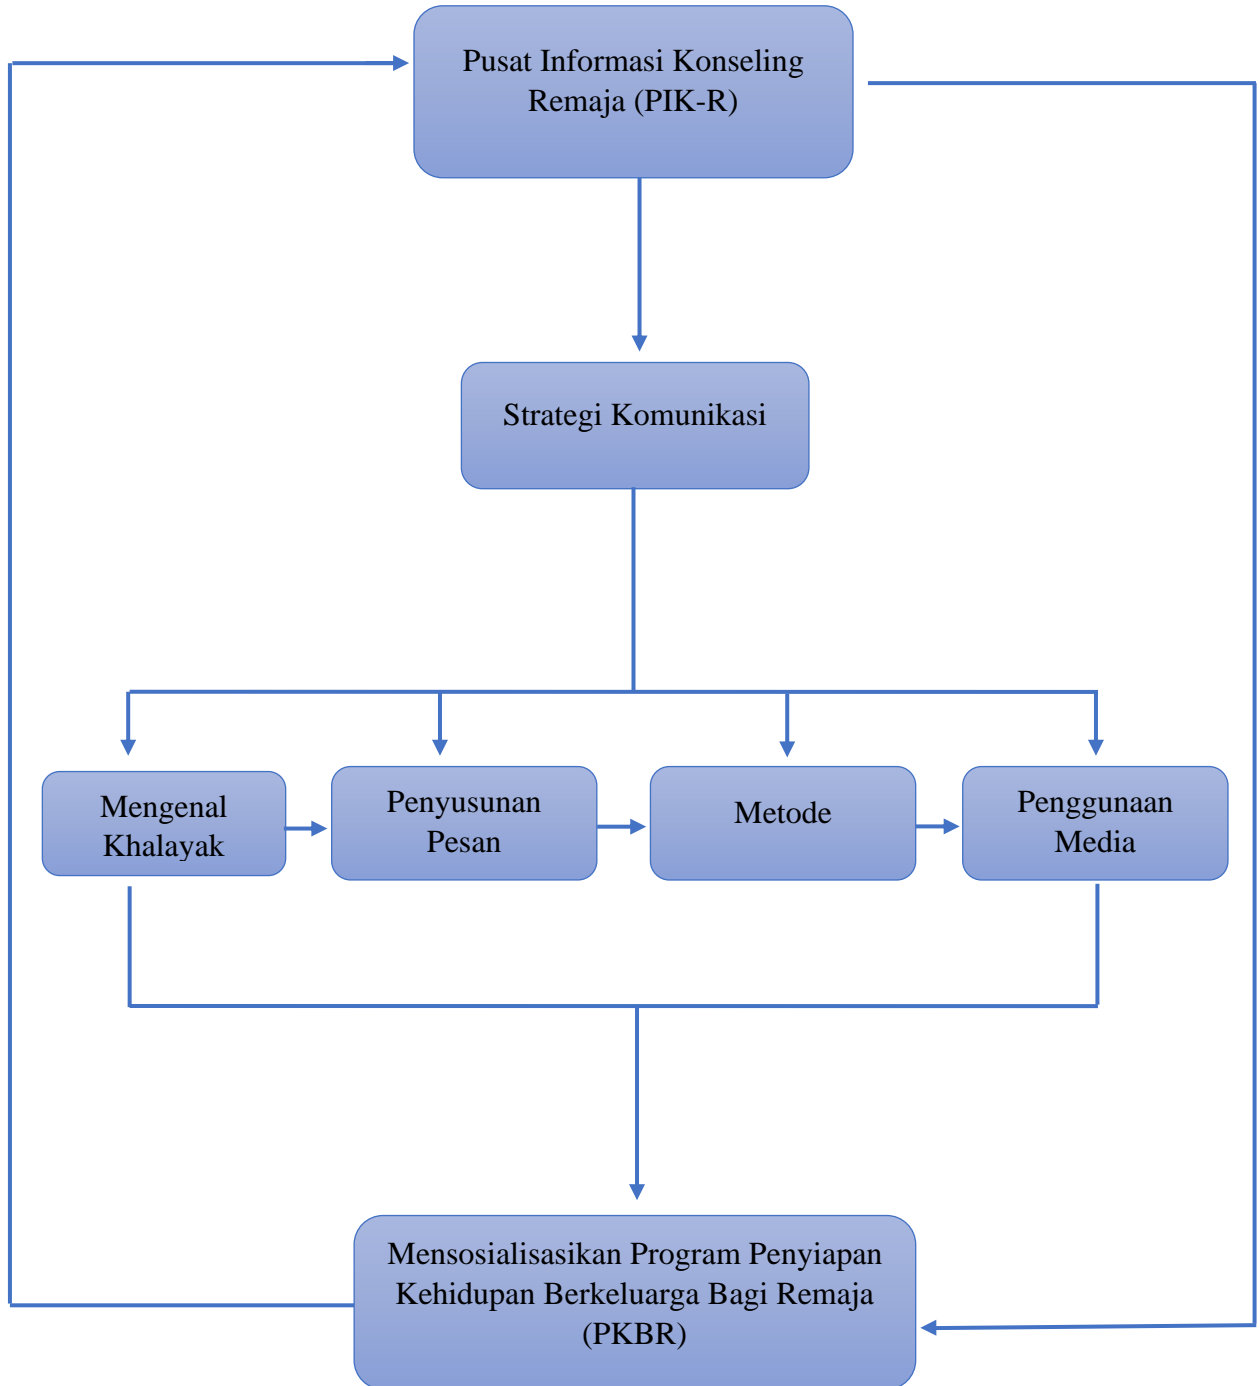 Pusat Informasi Konseling
Remaja (PIK-R)
Strategi Komunikasi
Mengenal
Khalayak
Penyusunan
Pesan
Metode
Penggunaan
Media
Mensosialisasikan Program Penyiapan
Kehidupan Berkeluarga Bagi Remaja
(PKBR)